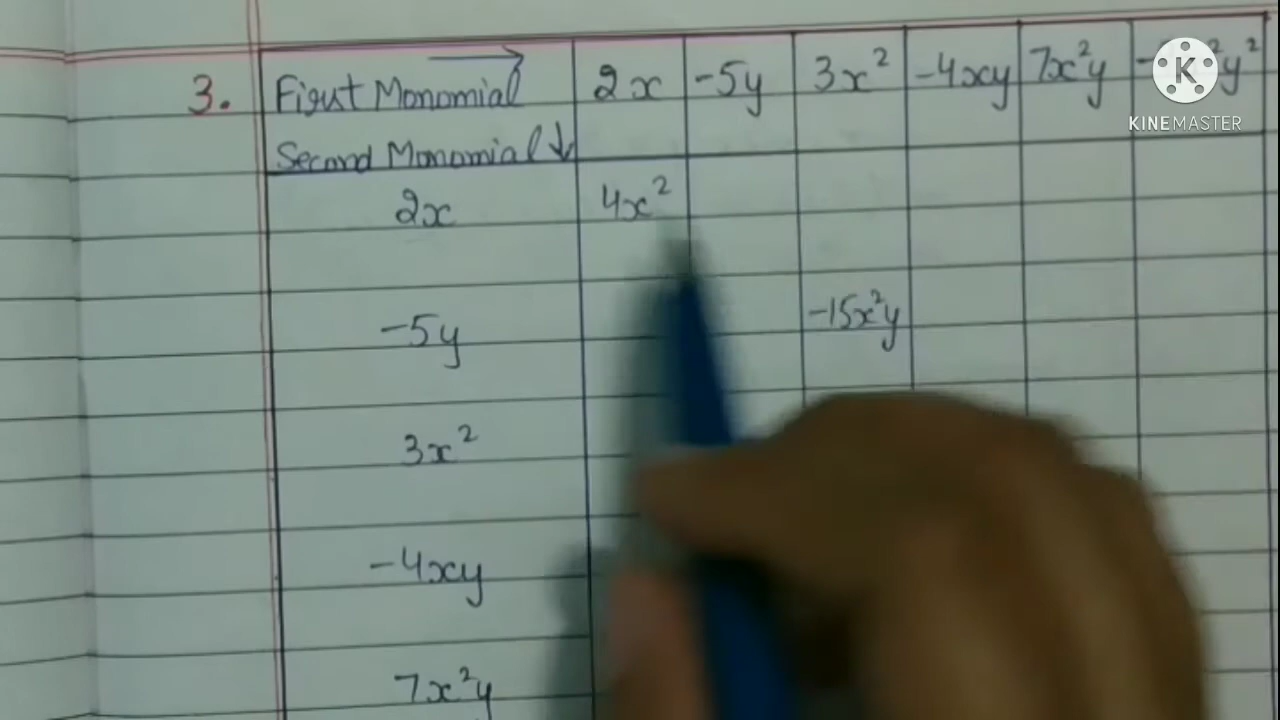 3. First Monomial → 2x -5y 3x² -4xy 7x²y
Second Monomial ↓
2x 4x²
-5y -15x²y
3x²
-4xy
7x²y
K
KINEMASTER